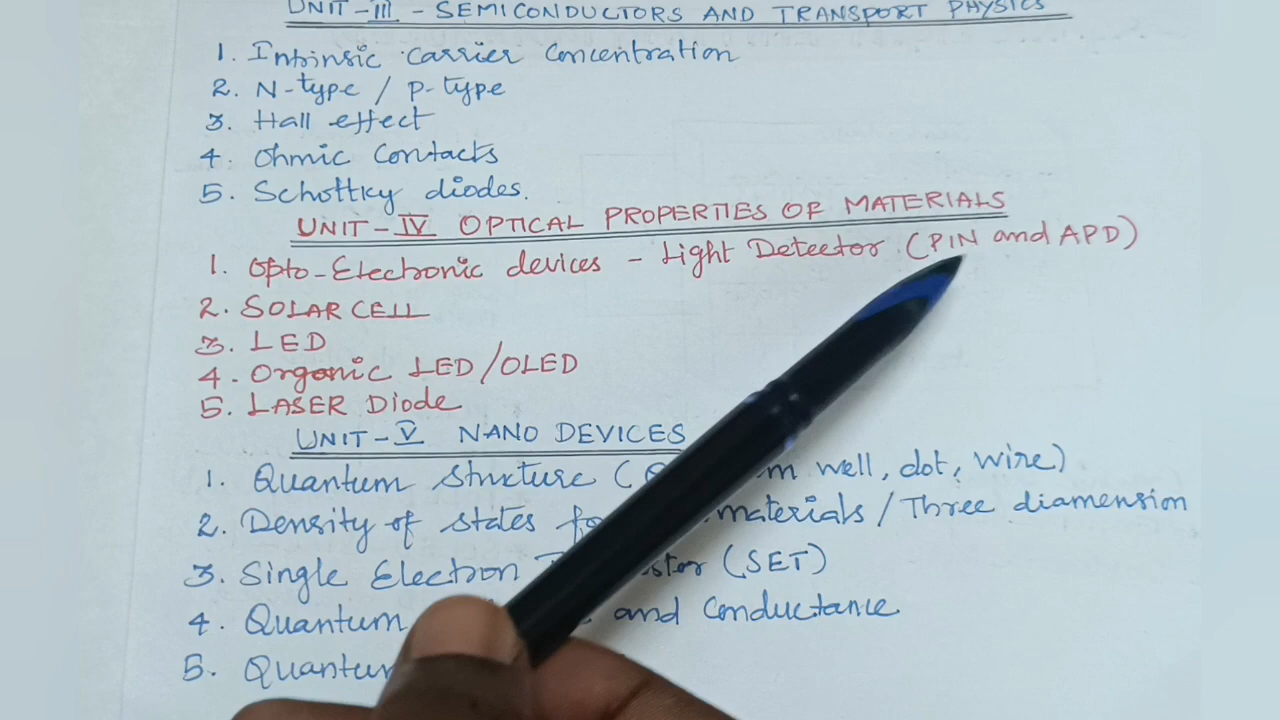 UNIT-III - SEMICONDUCTORS AND TRANSPORT PHYSICS
1. Intrinsic Carrier Concentration
2. N-type / P-type
3. Hall effect
4. Ohmic Contacts
5. Schottky diodes.
UNIT-IV OPTICAL PROPERTIES OF MATERIALS
1. Opto-Electronic devices - Light Detector (PIN and APD)
2. SOLAR CELL
3. LED
4. Organic LED/OLED
5. LASER Diode
UNIT-V NANO DEVICES
1. Quantum Structure ( well, dot, wire)
2. Density of states materials / Three diamension
3. Single Electron (SET)
4. Quantum and Conductance
5.